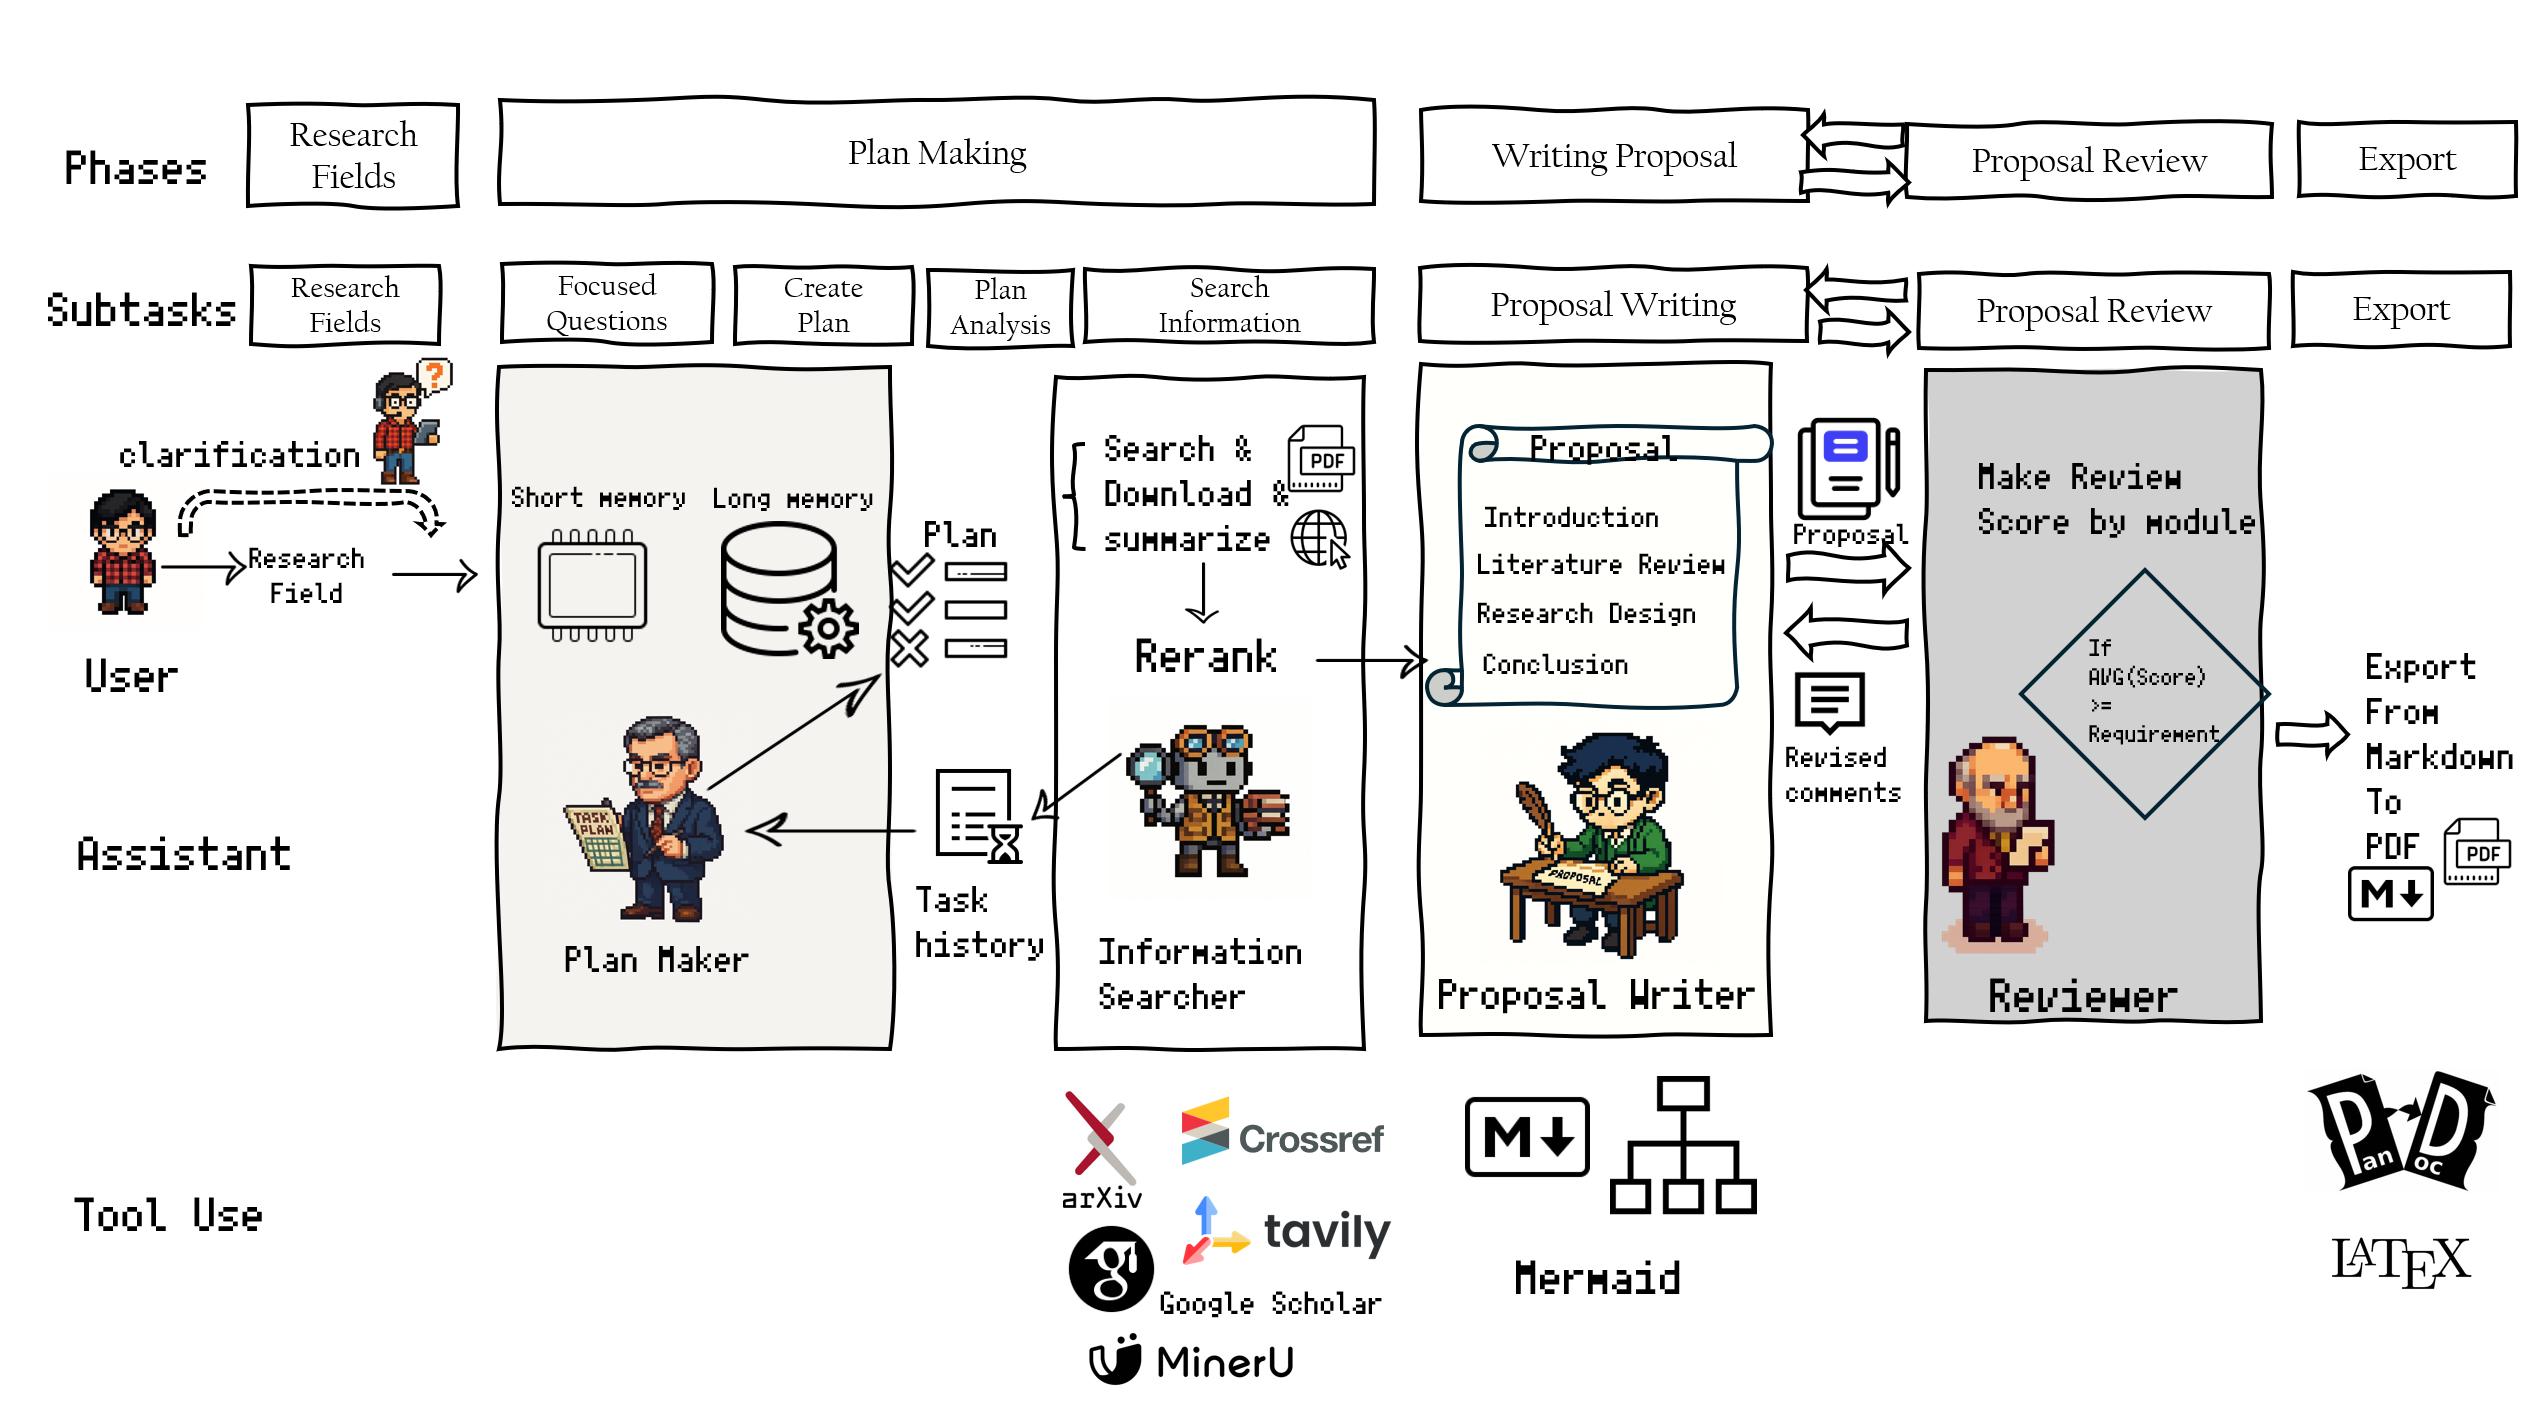 Phases
Research
Fields
Plan Making
Writing Proposal
Proposal Review
Export
Subtasks
Research
Fields
Focused
Questions
Create
Plan
Plan
Analysis
Search
Information
Proposal Writing
Proposal Review
Export
?
clarification
Research
Field
User
Short memory
Long memory
Plan
TASK
PLAN
Plan Maker
Task
history
Search &
Download &
summarize
PDF
Rerank
Information
Searcher
Proposal
Introduction
Literature Review
Research Design
Conclusion
PROPOSAL
Proposal Writer
Proposal
Revised
comments
Make Review
Score by module
If
AVG(Score)
>=
Requirement
Reviewer
Export
From
Markdown
To
PDF
PDF
M
Assistant
Tool Use
arXiv
Crossref
tavily
g
Google Scholar
MinerU
M
Mermaid
Pan Doc
LATEX